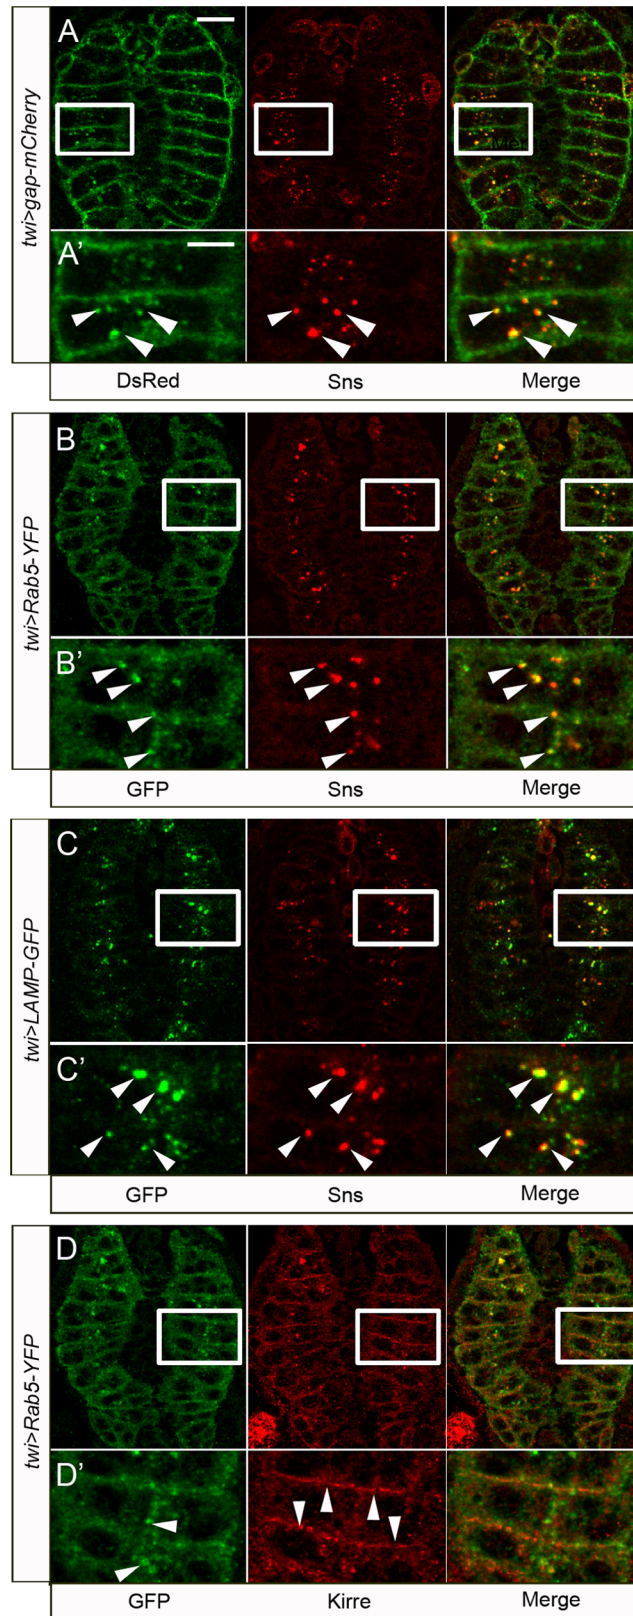 A
twi>gap-mCherry
Merge
A'
DsRed Sns Merge
B
twi>Rab5-YFP
B'
GFP Sns Merge
C
twi>LAMP-GFP
C'
GFP Sns Merge
D
twi>Rab5-YFP
D'
GFP Kirre Merge